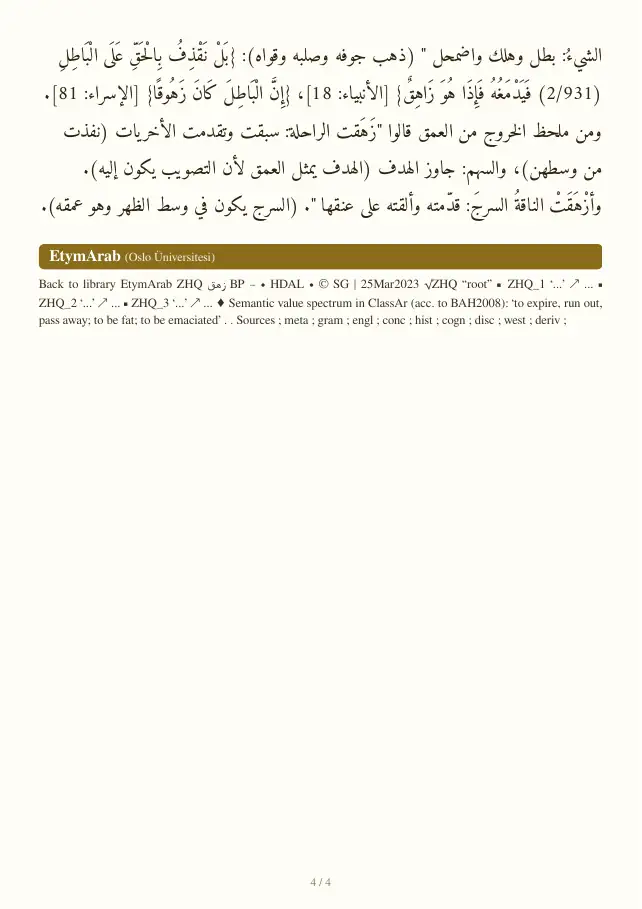 الشيءُ: بطل وهلك واضمحل " (ذهب جوفه وصلبه وقواه): {بَلْ نَقْذِفُ بِالْحَقِّ عَلَى الْبَاطِلِ
(2/931) فَيَدْمَغُهُ فَإِذَا هُوَ زَاهِقٌ} [الأنبياء: 18]، {إِنَّ الْبَاطِلَ كَانَ زَهُوقًا} [الإسراء: 81].
ومن ملحظ الخروج من العمق قالوا "زَهَقت الراحلة: سبقت وتقدمت الأخريات (نفذت
من وسطهن)، والسهم: جاوز الهدف (الهدف يمثل العمق لأن التصويب يكون إليه).
وأزْهَقَتْ الناقةُ السرجَ: قدّمته وألقته على عنقها ". (السرج يكون في وسط الظهر وهو عمقه).
EtymArab (Oslo Üniversitesi)
Back to library EtymArab ZHQ زهق BP – • HDAL • © SG | 25Mar2023 √ZHQ “root” ▪ ZHQ_1 ‘...’ ↗ ... ▪
ZHQ_2 ‘...’ ↗ ... ▪ ZHQ_3 ‘...’ ↗ ... ♦ Semantic value spectrum in ClassAr (acc. to BAH2008): ‘to expire, run out,
pass away; to be fat; to be emaciated’ . . Sources ; meta ; gram ; engl ; conc ; hist ; cogn ; disc ; west ; deriv ;
4 / 4